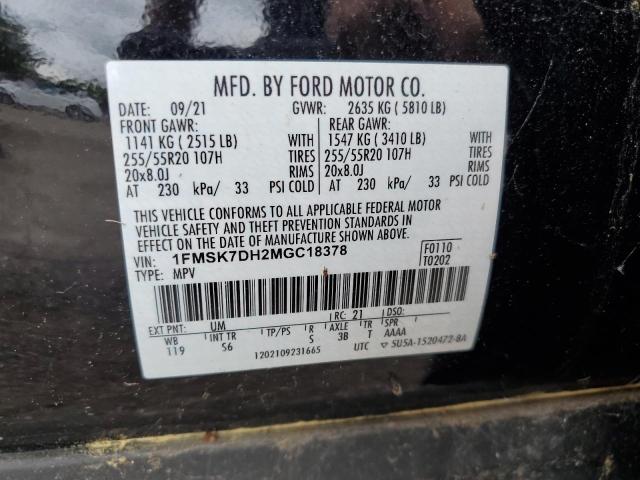 MFD. BY FORD MOTOR CO.
DATE: 09/21 GVWR: 2635 KG ( 5810 LB)
FRONT GAWR: REAR GAWR:
1141 KG ( 2515 LB) WITH 1547 KG ( 3410 LB) WITH
255/55R20 107H TIRES 255/55R20 107H TIRES
20x8.0J RIMS 20x8.0J RIMS
AT 230 kPa/ 33 PSI COLD AT 230 kPa/ 33 PSI COLD
THIS VEHICLE CONFORMS TO ALL APPLICABLE FEDERAL MOTOR
VEHICLE SAFETY AND THEFT PREVENTION STANDARDS IN
EFFECT ON THE DATE OF MANUFACTURE SHOWN ABOVE.
VIN: 1FMSK7DH2MGC18378 F0110
TYPE: MPV T0202
EXT PNT: UM RC: 21 DSO:
WB INT TR TP/PS R AXLE TR SPR
119 S6 S 3B T AAAA
1202109231665 UTC ▽ 5U5A-1520472-8A